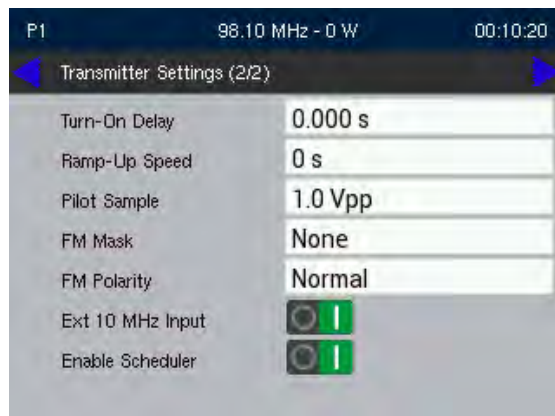 P1 98.10 MHz - 0 W 00:10:20
Transmitter Settings (2/2)
Turn-On Delay 0.000 s
Ramp-Up Speed 0 s
Pilot Sample 1.0 Vpp
FM Mask None
FM Polarity Normal
Ext 10 MHz Input
Enable Scheduler